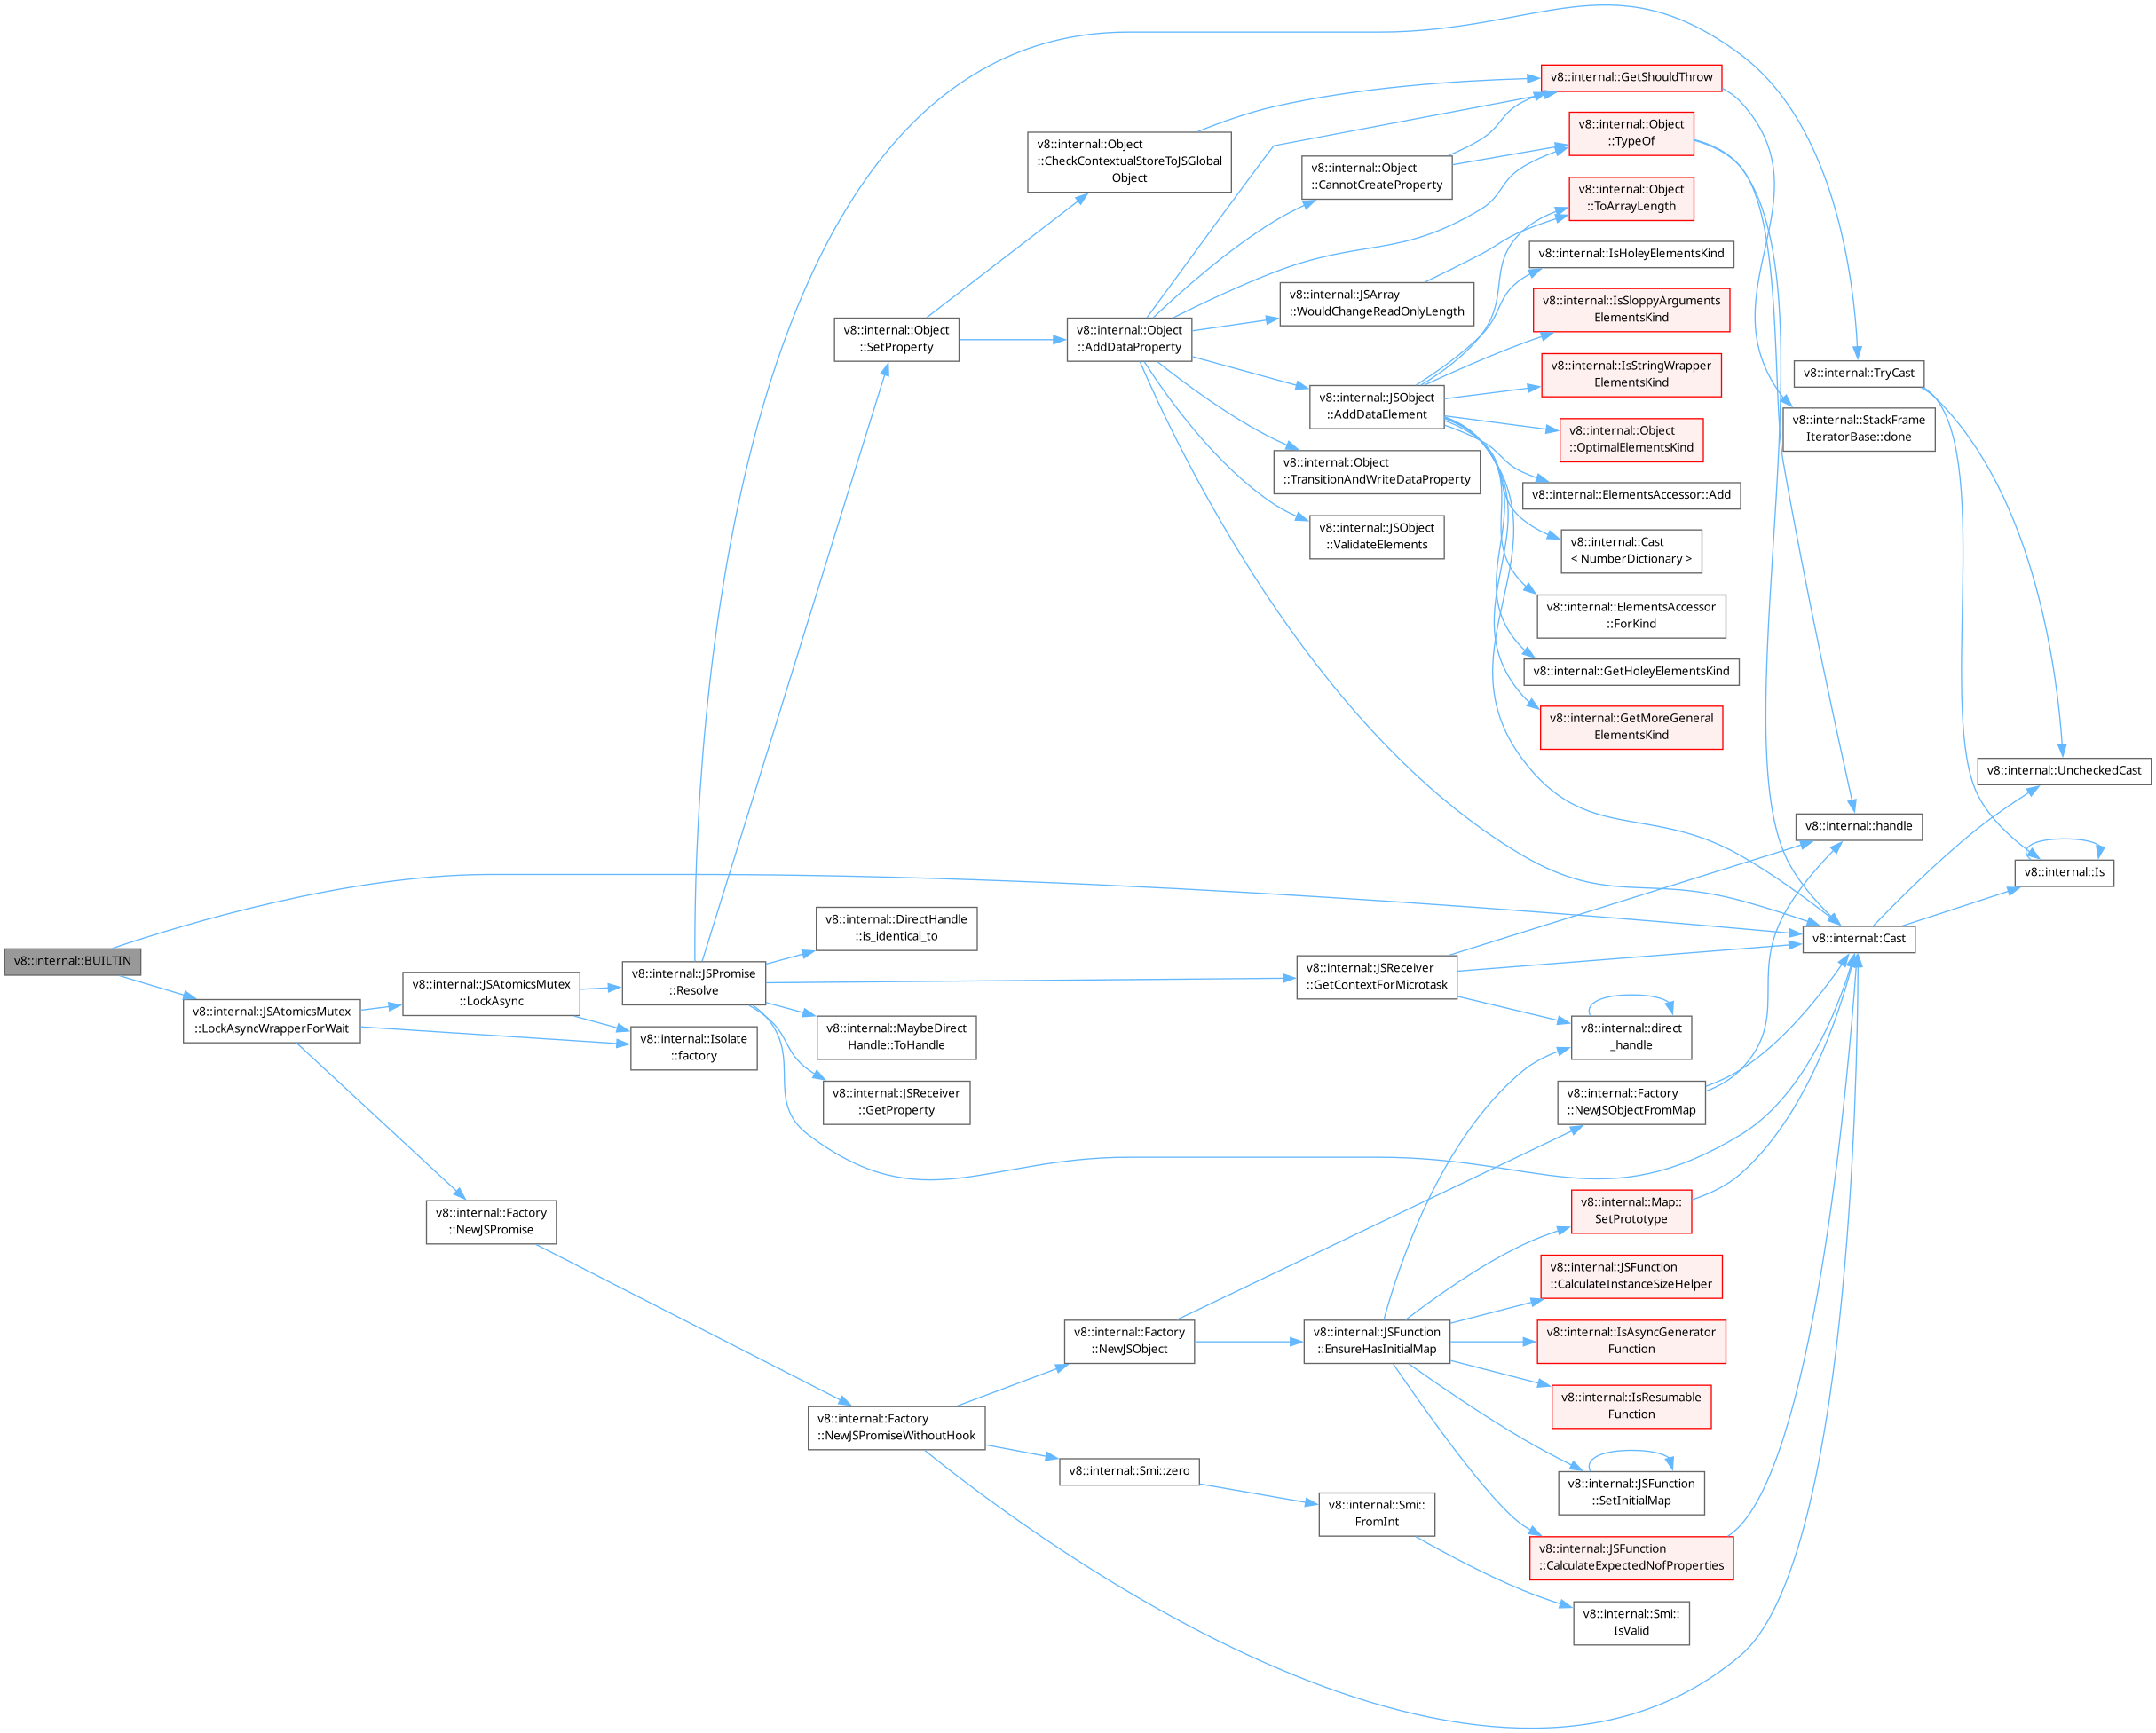 v8::internal::BUILTIN
v8::internal::JSAtomicsMutex
::LockAsyncWrapperForWait
v8::internal::JSAtomicsMutex
::LockAsync
v8::internal::Isolate
::factory
v8::internal::Factory
::NewJSPromise
v8::internal::JSPromise
::Resolve
v8::internal::Object
::SetProperty
v8::internal::DirectHandle
::is_identical_to
v8::internal::MaybeDirect
Handle::ToHandle
v8::internal::JSReceiver
::GetProperty
v8::internal::Factory
::NewJSPromiseWithoutHook
v8::internal::Object
::CheckContextualStoreToJSGlobal
Object
v8::internal::Object
::AddDataProperty
v8::internal::Factory
::NewJSObject
v8::internal::Smi::zero
v8::internal::Object
::CannotCreateProperty
v8::internal::JSArray
::WouldChangeReadOnlyLength
v8::internal::JSObject
::AddDataElement
v8::internal::Object
::TransitionAndWriteDataProperty
v8::internal::JSObject
::ValidateElements
v8::internal::JSReceiver
::GetContextForMicrotask
v8::internal::JSFunction
::EnsureHasInitialMap
v8::internal::Smi::
FromInt
v8::internal::GetShouldThrow
v8::internal::Object
::TypeOf
v8::internal::Object
::ToArrayLength
v8::internal::IsHoleyElementsKind
v8::internal::IsSloppyArguments
ElementsKind
v8::internal::IsStringWrapper
ElementsKind
v8::internal::Object
::OptimalElementsKind
v8::internal::ElementsAccessor::Add
v8::internal::Cast
< NumberDictionary >
v8::internal::ElementsAccessor
::ForKind
v8::internal::GetHoleyElementsKind
v8::internal::GetMoreGeneral
ElementsKind
v8::internal::direct
_handle
v8::internal::Factory
::NewJSObjectFromMap
v8::internal::Map::
SetPrototype
v8::internal::JSFunction
::CalculateInstanceSizeHelper
v8::internal::IsAsyncGenerator
Function
v8::internal::IsResumable
Function
v8::internal::JSFunction
::SetInitialMap
v8::internal::JSFunction
::CalculateExpectedNofProperties
v8::internal::Smi::
IsValid
v8::internal::TryCast
v8::internal::StackFrame
IteratorBase::done
v8::internal::handle
v8::internal::Cast
v8::internal::UncheckedCast
v8::internal::Is